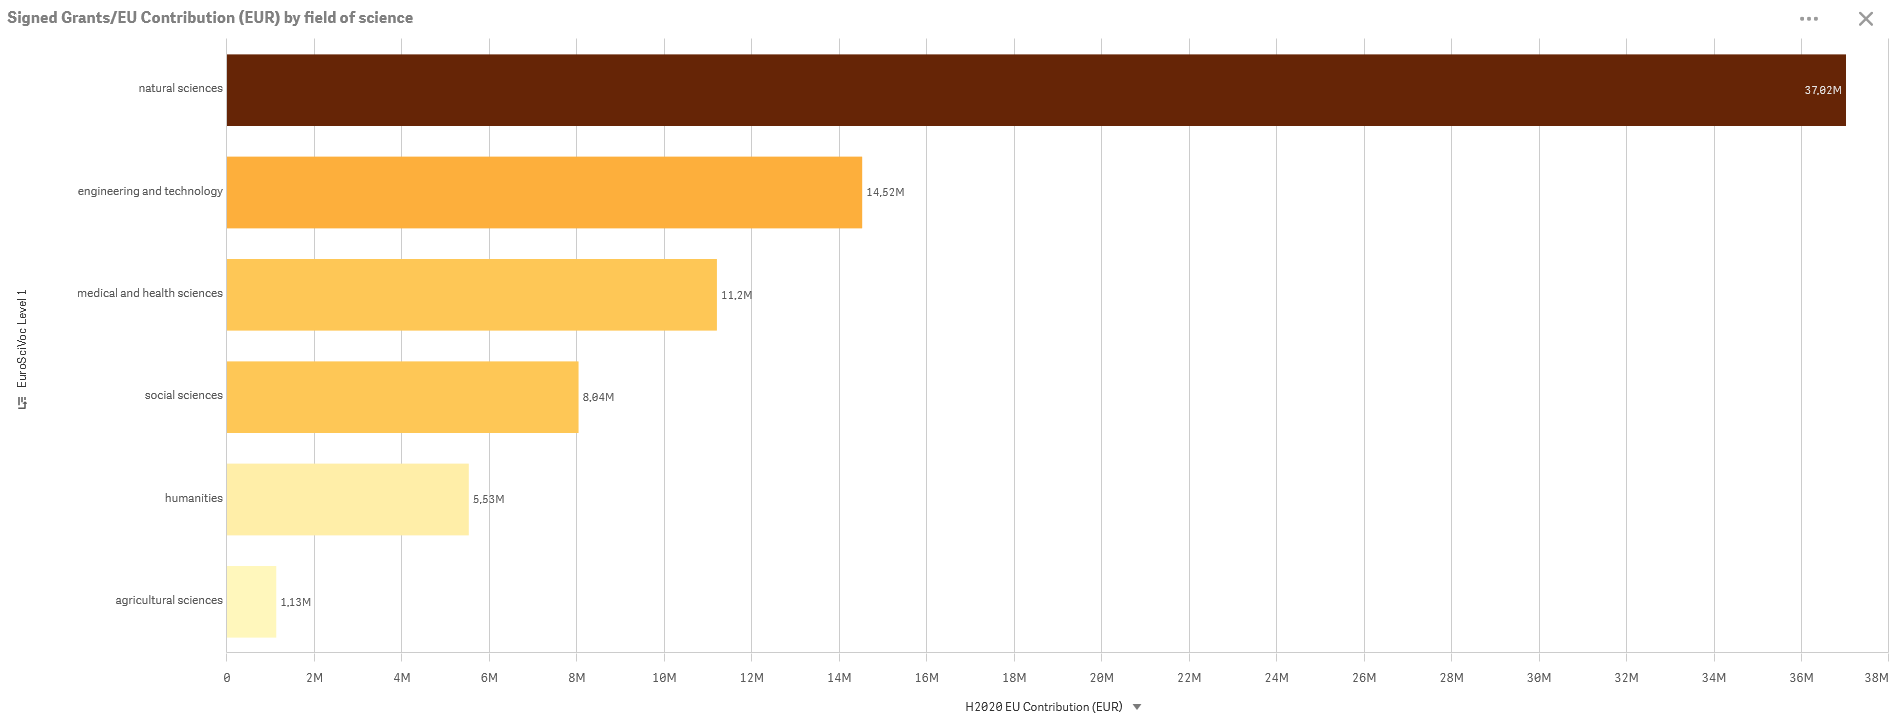 Signed Grants/EU Contribution (EUR) by field of science
natural sciences
37,02M
engineering and technology
14,52M
medical and health sciences
11,2M
EuroSciVoc Level 1
social sciences
8,04M
humanities
5,53M
agricultural sciences
1,13M
0 2M 4M 6M 8M 10M 12M 14M 16M 18M 20M 22M 24M 26M 28M 30M 32M 34M 36M 38M
H2020 EU Contribution (EUR)